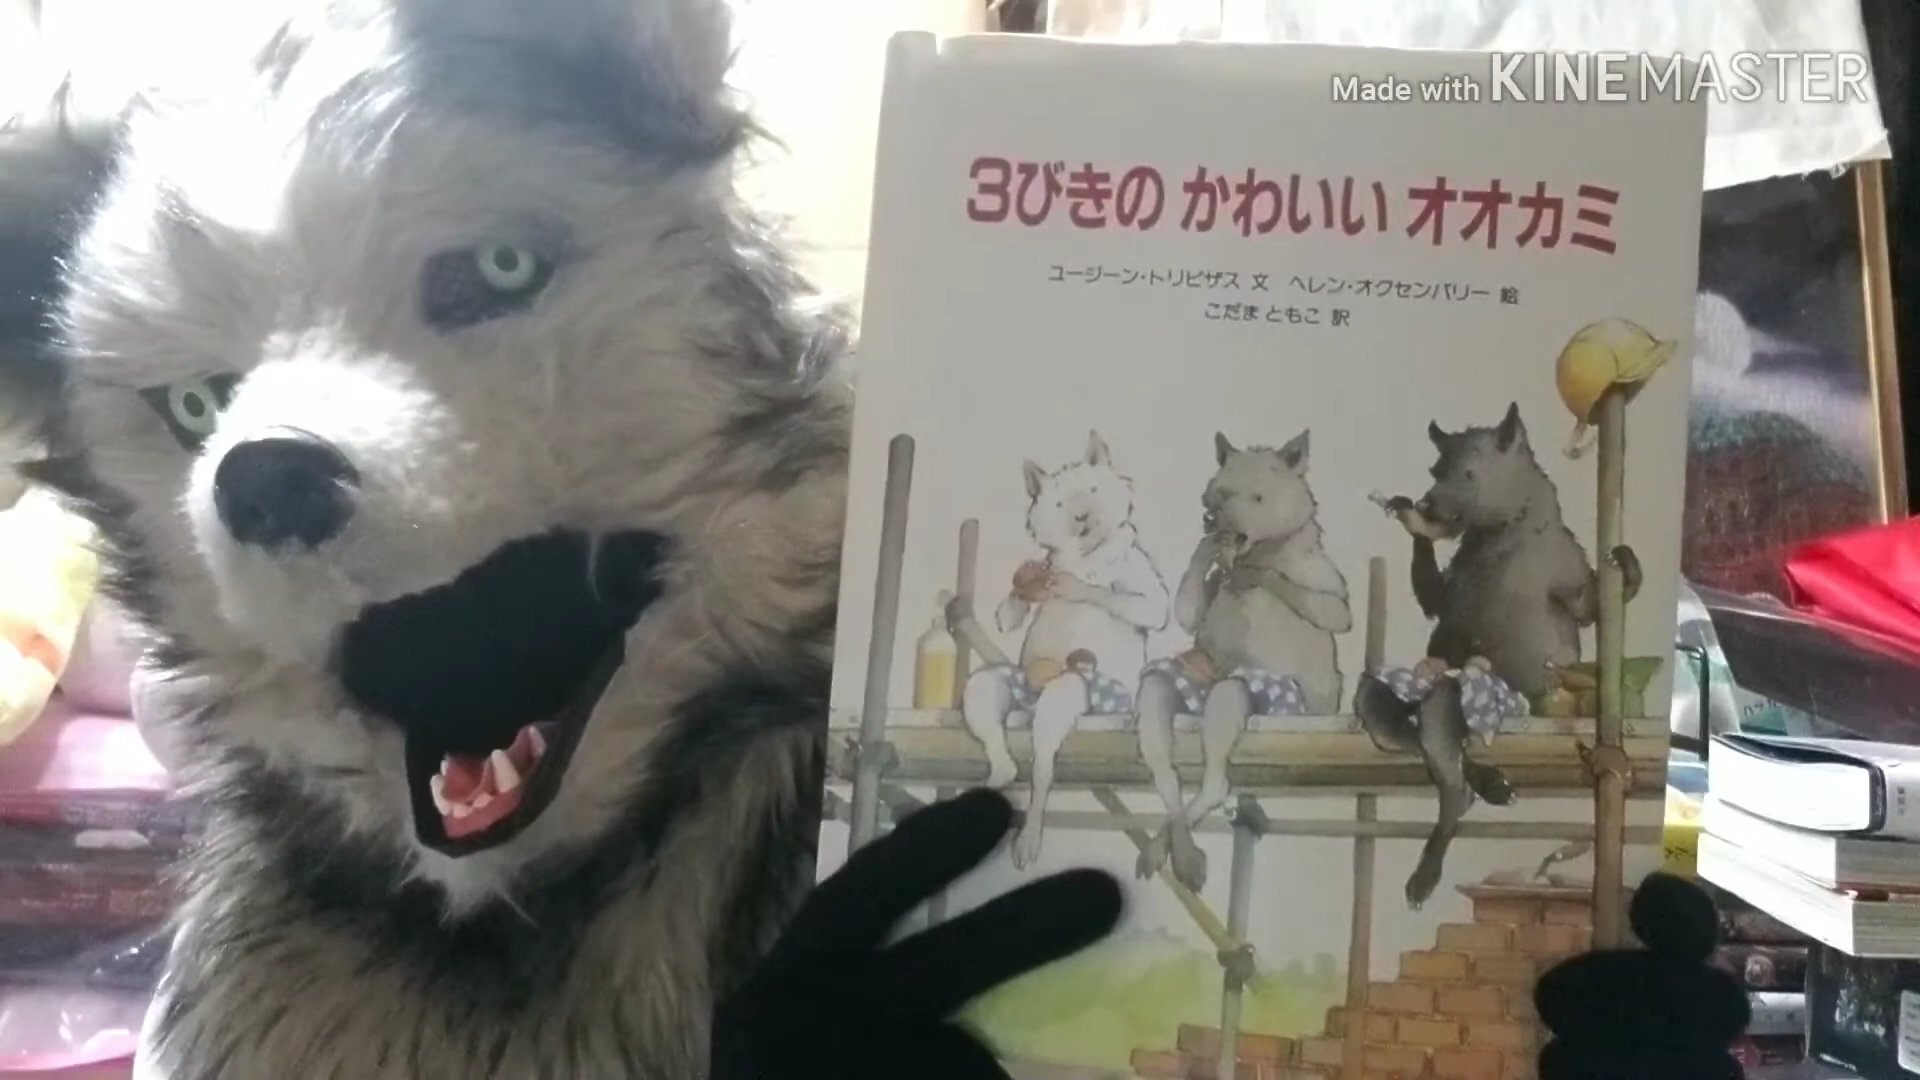 Made with KINEMASTER
3びきの かわいい オオカミ
ユージーン・トリビザス 文 ヘレン・オクセンバリー 絵
こだま ともこ 訳